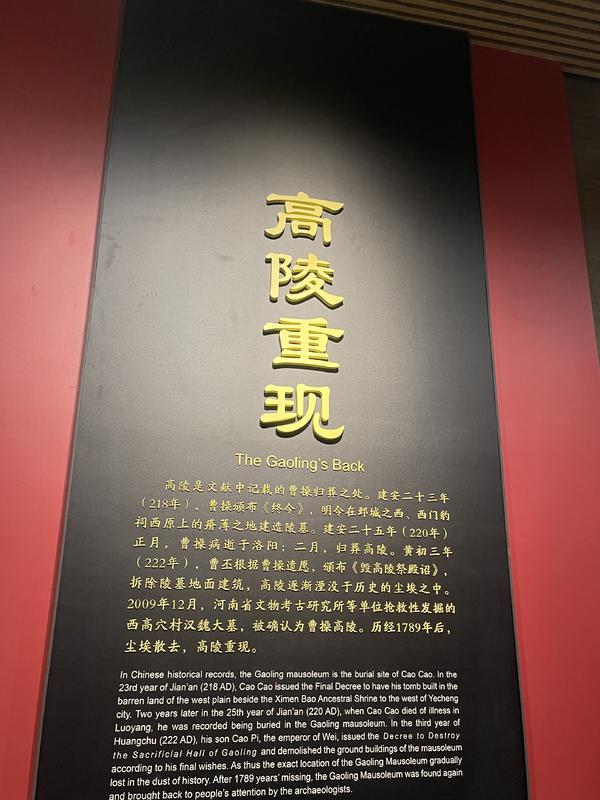 高陵重现
The Gaoling's Back
高陵是文献中记载的曹操归葬之处。建安二十三年
（218年），曹操颁布《终令》，明令在邺城之西、西门豹
祠西原上的瘠薄之地建造陵墓。建安二十五年（220年）
正月，曹操病逝于洛阳；二月，归葬高陵。黄初三年
（222年），曹丕根据曹操遗愿，颁布《毁高陵祭殿诏》，
拆除陵墓地面建筑，高陵逐渐湮没于历史的尘埃之中。
2009年12月，河南省文物考古研究所等单位抢救性发掘的
西高穴村汉魏大墓，被确认为曹操高陵。历经1789年后，
尘埃散去，高陵重现。
In Chinese historical records, the Gaoling mausoleum is the burial site of Cao Cao. In the
23rd year of Jian'an (218 AD), Cao Cao issued the Final Decree to have his tomb built in the
barren land of the west plain beside the Ximen Bao Ancestral Shrine to the west of Yecheng
city. Two years later in the 25th year of Jian'an (220 AD), when Cao Cao died of illness in
Luoyang, he was recorded being buried in the Gaoling mausoleum. In the third year of
Huangchu (222 AD), his son Cao Pi, the emperor of Wei, issued the Decree to Destroy
the Sacrificial Hall of Gaoling and demolished the ground buildings of the mausoleum
according to his final wishes. As thus the exact location of the Gaoling Mausoleum gradually
lost in the dust of history. After 1789 years' missing, the Gaoling Mausoleum was found again
and brought back to people's attention by the archaeologists.